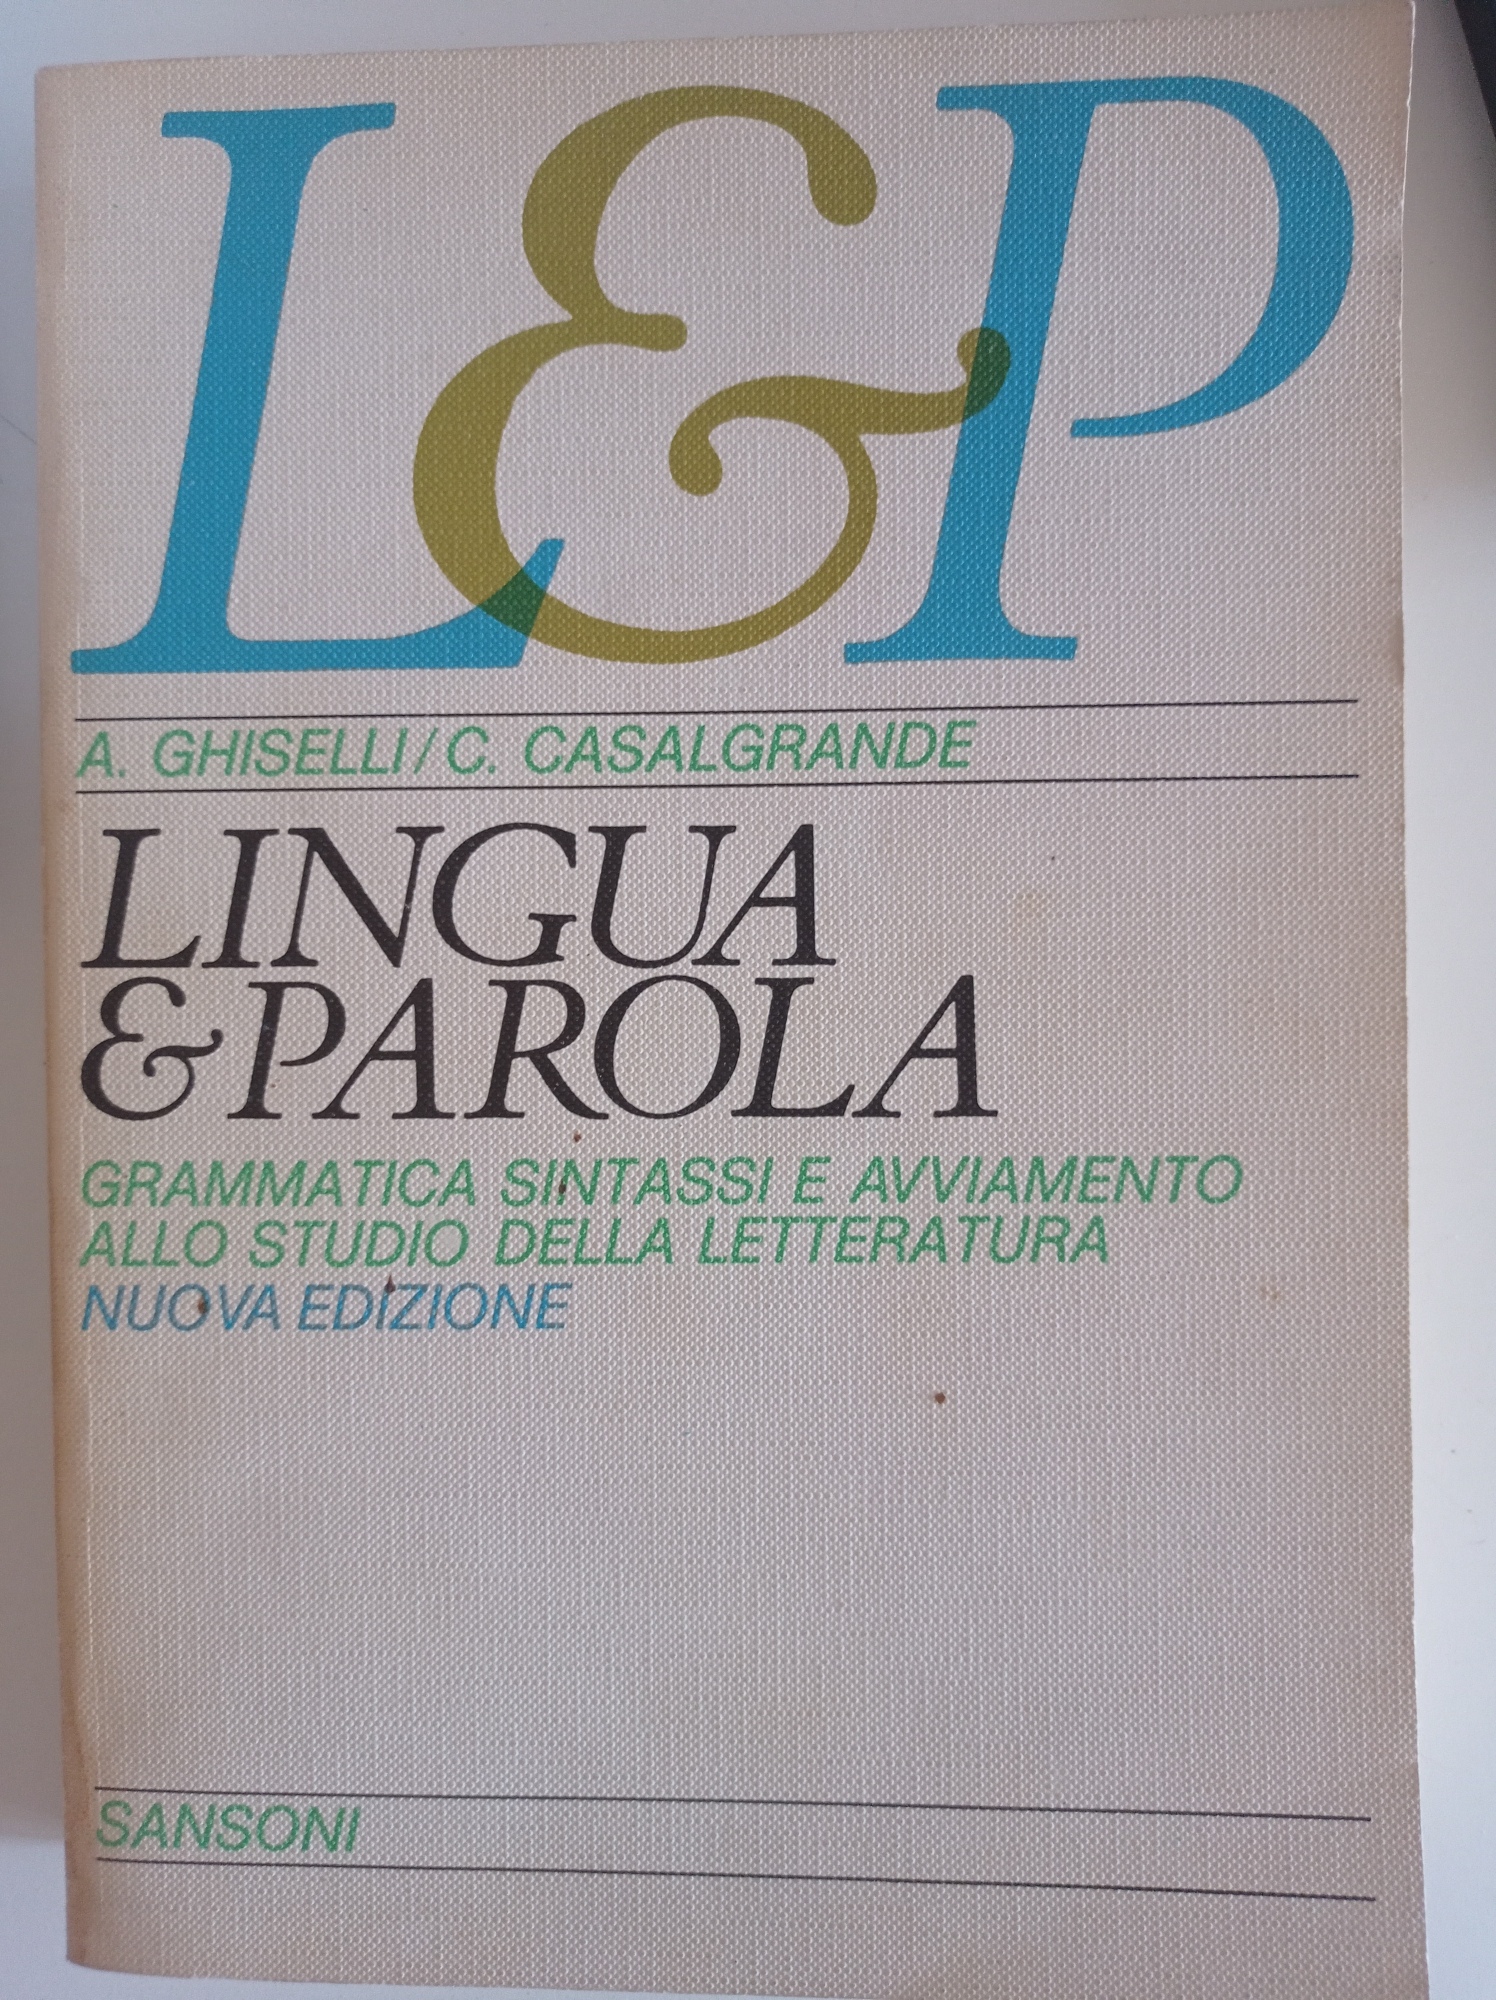 L&P
A. GHISELLI/C. CASALGRANDE
LINGUA
& PAROLA
GRAMMATICA SINTASSI E AVVIAMENTO
ALLO STUDIO DELLA LETTERATURA
NUOVA EDIZIONE
SANSONI